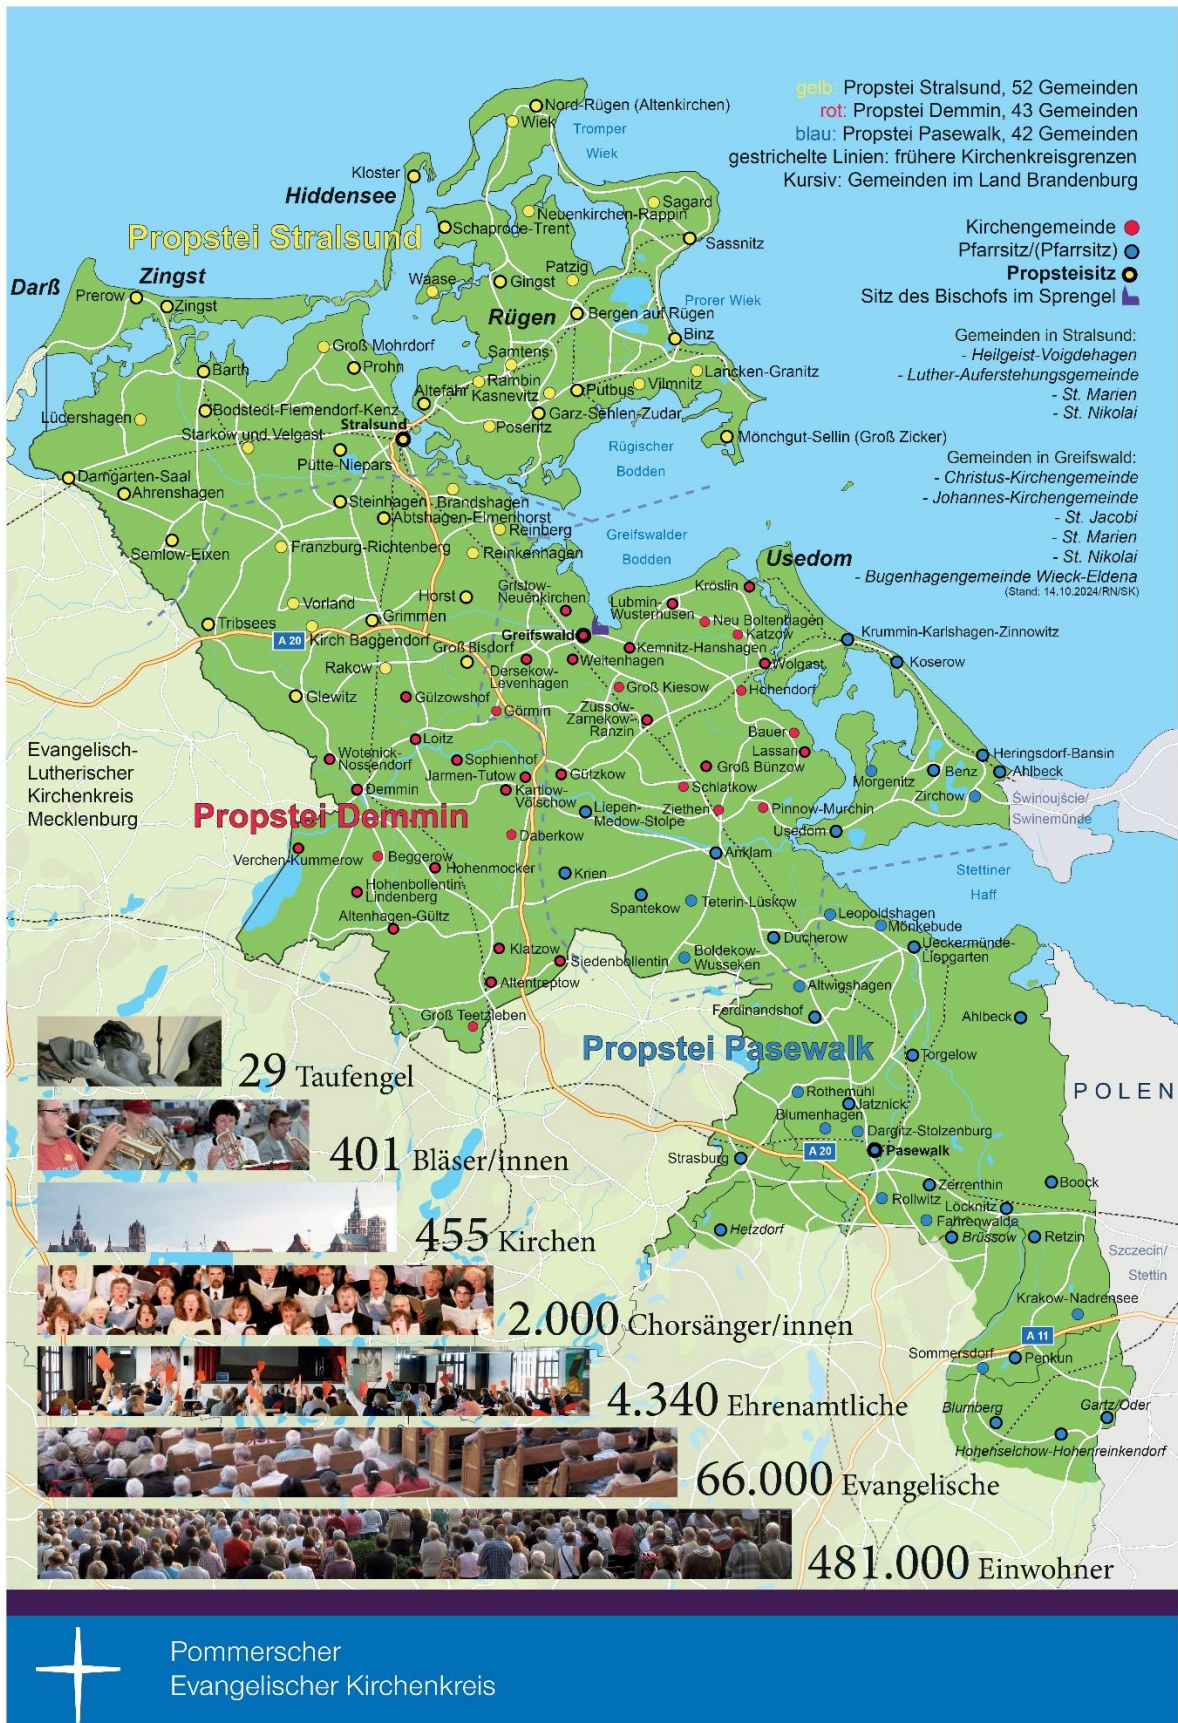 gelb: Propstei Stralsund, 52 Gemeinden
rot: Propstei Demmin, 43 Gemeinden
blau: Propstei Pasewalk, 42 Gemeinden
gestrichelte Linien: frühere Kirchenkreisgrenzen
Kursiv: Gemeinden im Land Brandenburg
Kirchengemeinde
Pfarrsitz/(Pfarrsitz)
Propsteisitz
Sitz des Bischofs im Sprengel
Gemeinden in Stralsund:
- Heilgeist-Voigdehagen
- Luther-Auferstehungsgemeinde
- St. Marien
- St. Nikolai
Gemeinden in Greifswald:
- Christus-Kirchengemeinde
- Johannes-Kirchengemeinde
- St. Jacobi
- St. Marien
- St. Nikolai
- Bugenhagengemeinde Wieck-Eldena
(Stand: 14.10.2024/RN/SK)
Nord-Rügen (Altenkirchen)
Wiek
Tromper
Wiek
Kloster
Hiddensee
Sagard
Neuenkirchen-Rappin
Schaprode-Trent
Propstei Stralsund
Sassnitz
Patzig
Waase
Gingst
Zingst
Darß
Prerow
Zingst
Prorer Wiek
Rügen
Bergen auf Rügen
Binz
Groß Mohrdorf
Prohn
Samtens
Barth
Rambin
Lancken-Granitz
Altefähr
Kasnevitz
Putbus
Vilmnitz
Bodstedt-Flemendorf-Kenz
Lüdershagen
Garz-Sehlen-Zudar
Stralsund
Poseritz
Starkow und Velgast
Mönchgut-Sellin (Groß Zicker)
Rügischer
Bodden
Pütte-Niepars
Damgarten-Saal
Ahrenshagen
Steinhagen
Brandshagen
Abtshagen-Elmenhorst
Reinberg
Semlow-Eixen
Franzburg-Richtenberg
Reinkenhagen
Greifswalder
Bodden
Usedom
Gristow-
Neuenkirchen
Kröslin
Horst
Lubmin-
Wusterhusen
Vorland
Neu Boltenhagen
Tribsees
Grimmen
Greifswald
Katzow
Krummin-Karlshagen-Zinnowitz
A 20
Kirch Baggendorf
Groß Bisdorf
Kemnitz-Hanshagen
Rakow
Dersekow-
Levenhagen
Weitenhagen
Wolgast
Koserow
Glewitz
Gülzowshof
Groß Kiesow
Hohendorf
Görmin
Züssow-
Zarnekow-
Ranzin
Bauer
Evangelisch-
Lutherischer
Kirchenkreis
Mecklenburg
Loitz
Wotenick-
Nossendorf
Sophienhof
Lassan
Heringsdorf-Bansin
Jarmen-Tutow
Gützkow
Groß Bünzow
Morgenitz
Benz
Ahlbeck
Demmin
Kartlow-
Völschow
Schlatkow
Zirchow
Świnoujście/
Swinemünde
Propstei Demmin
Liepen-
Medow-Stolpe
Ziethen
Pinnow-Murchin
Usedom
Daberkow
Verchen-Kummerow
Beggerow
Anklam
Hohenmocker
Krien
Stettiner
Haff
Hohenbollentin-
Lindenberg
Spantekow
Teterin-Lüskow
Altenhagen-Gültz
Leopoldshagen
Mönkebude
Ducherow
Ueckermünde-
Liepgarten
Klatzow
Siedenbollentin
Boldekow-
Wusseken
Altentreptow
Altwigshagen
Groß Teetzleben
Ferdinandshof
Ahlbeck
Propstei Pasewalk
Torgelow
29 Taufengel
POLEN
Rothemühl
Jatznick
Blumenhagen
Dargitz-Stolzenburg
401 Bläser/innen
Strasburg
A 20
Pasewalk
Zerrenthin
Boock
Rollwitz
Löcknitz
Fahrenwalde
455 Kirchen
Hetzdorf
Brüssow
Retzin
Szczecin/
Stettin
Krakow-Nadrensee
2.000 Chorsänger/innen
A 11
Sommersdorf
Penkun
4.340 Ehrenamtliche
Blumberg
Gartz/Oder
Hohenselchow-Hohenreinkendorf
66.000 Evangelische
481.000 Einwohner
Pommerscher
Evangelischer Kirchenkreis